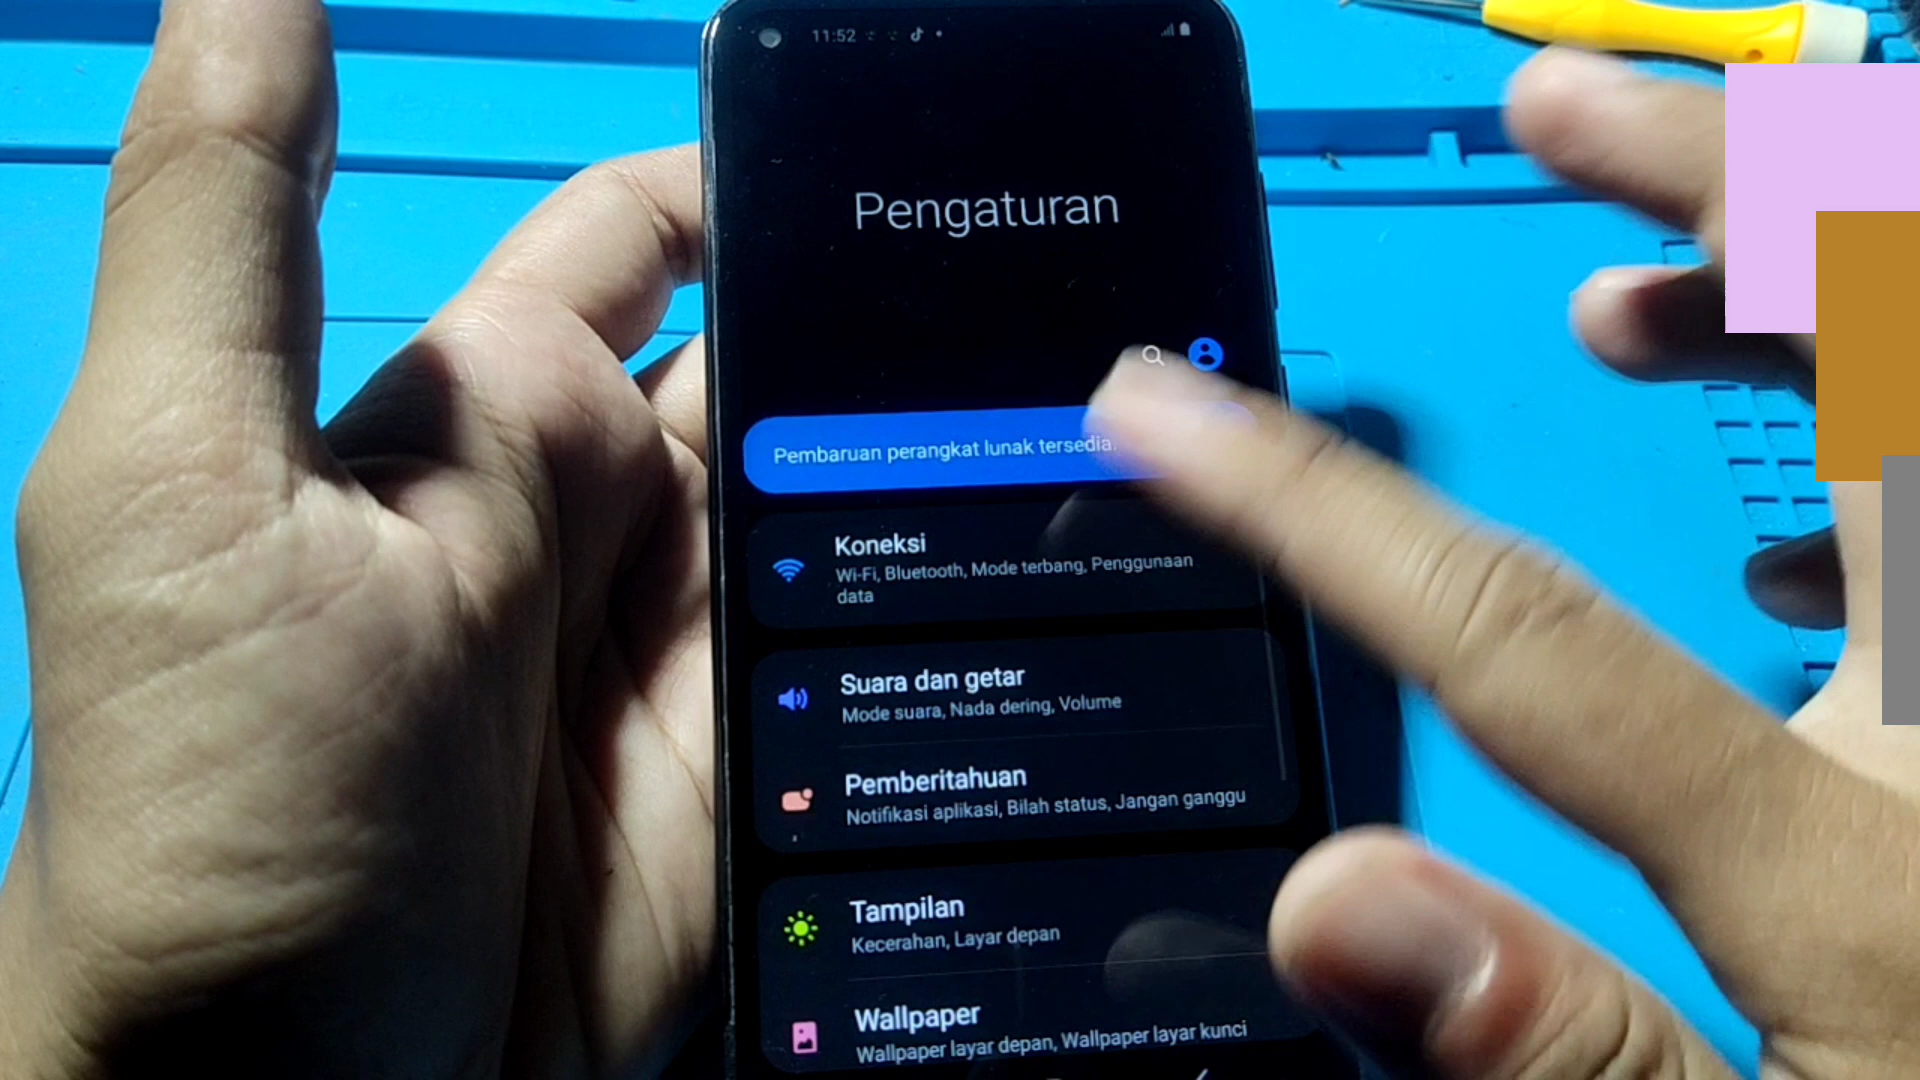 11:52
Pengaturan
Pembaruan perangkat lunak tersedia.
Koneksi
Wi-Fi, Bluetooth, Mode terbang, Penggunaan
data
Suara dan getar
Mode suara, Nada dering, Volume
Pemberitahuan
Notifikasi aplikasi, Bilah status, Jangan ganggu
Tampilan
Kecerahan, Layar depan
Wallpaper
Wallpaper layar depan, Wallpaper layar kunci